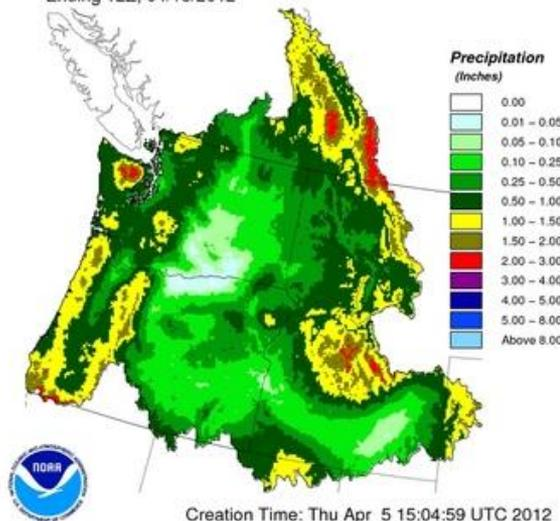 Precipitation
(Inches)
0.00
0.01 - 0.05
0.05 - 0.10
0.10 - 0.25
0.25 - 0.50
0.50 - 1.00
1.00 - 1.50
1.50 - 2.00
2.00 - 3.00
3.00 - 4.00
4.00 - 5.00
5.00 - 8.00
Above 8.00
NOAA
Creation Time: Thu Apr 5 15:04:59 UTC 2012